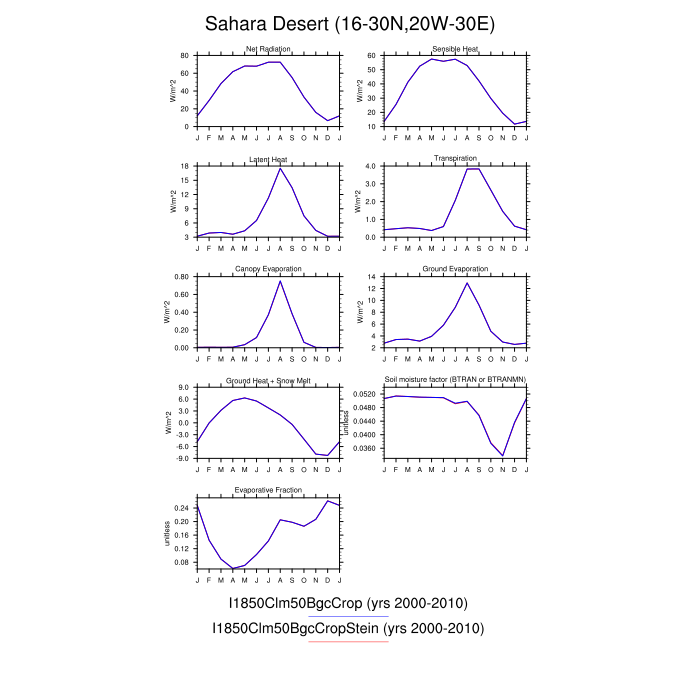 Sahara Desert (16-30N,20W-30E)
Net Radiation
Sensible Heat
W/m^2
80
60
40
20
0
J F M A M J J A S O N D J
W/m^2
60
50
40
30
20
10
J F M A M J J A S O N D J
Latent Heat
Transpiration
W/m^2
18
15
12
9
6
3
J F M A M J J A S O N D J
W/m^2
4.0
3.0
2.0
1.0
0.0
J F M A M J J A S O N D J
Canopy Evaporation
Ground Evaporation
W/m^2
0.80
0.60
0.40
0.20
0.00
J F M A M J J A S O N D J
W/m^2
14
12
10
8
6
4
2
J F M A M J J A S O N D J
Ground Heat + Snow Melt
Soil moisture factor (BTRAN or BTRANMN)
W/m^2
9.0
6.0
3.0
0.0
-3.0
-6.0
-9.0
J F M A M J J A S O N D J
unitless
0.0520
0.0480
0.0440
0.0400
0.0360
J F M A M J J A S O N D J
Evaporative Fraction
unitless
0.24
0.20
0.16
0.12
0.08
J F M A M J J A S O N D J
I1850Clm50BgcCrop (yrs 2000-2010)
I1850Clm50BgcCropStein (yrs 2000-2010)